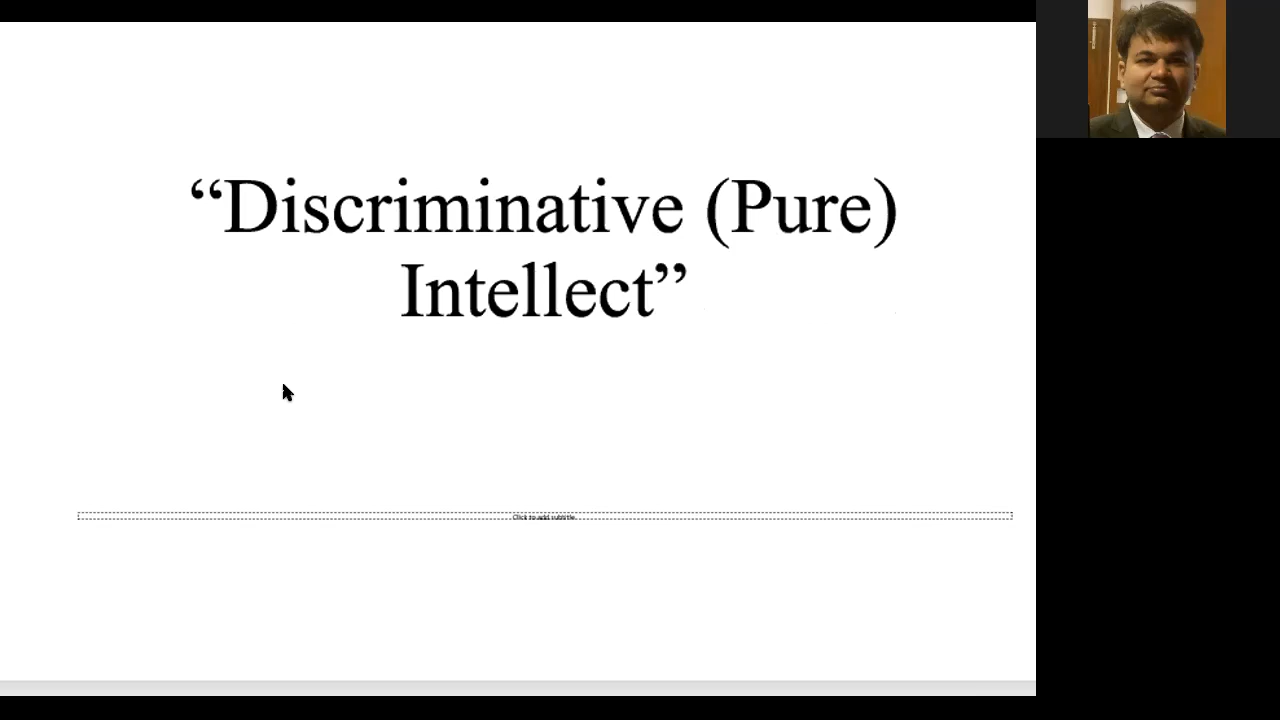 “Discriminative (Pure)
Intellect”
Click to add subtitle